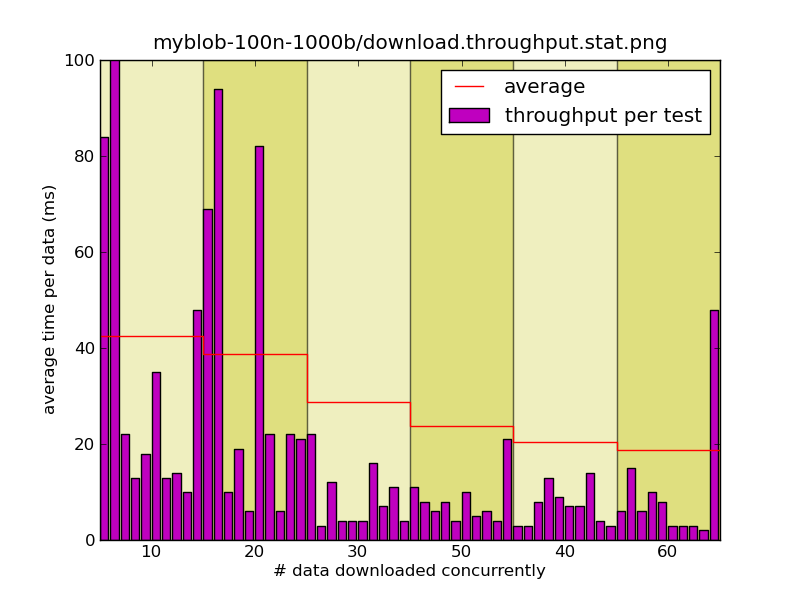 myblob-100n-1000b/download.throughput.stat.png
average
throughput per test
average time per data (ms)
100
80
60
40
20
0
10 20 30 50 40 60
# data downloaded concurrently